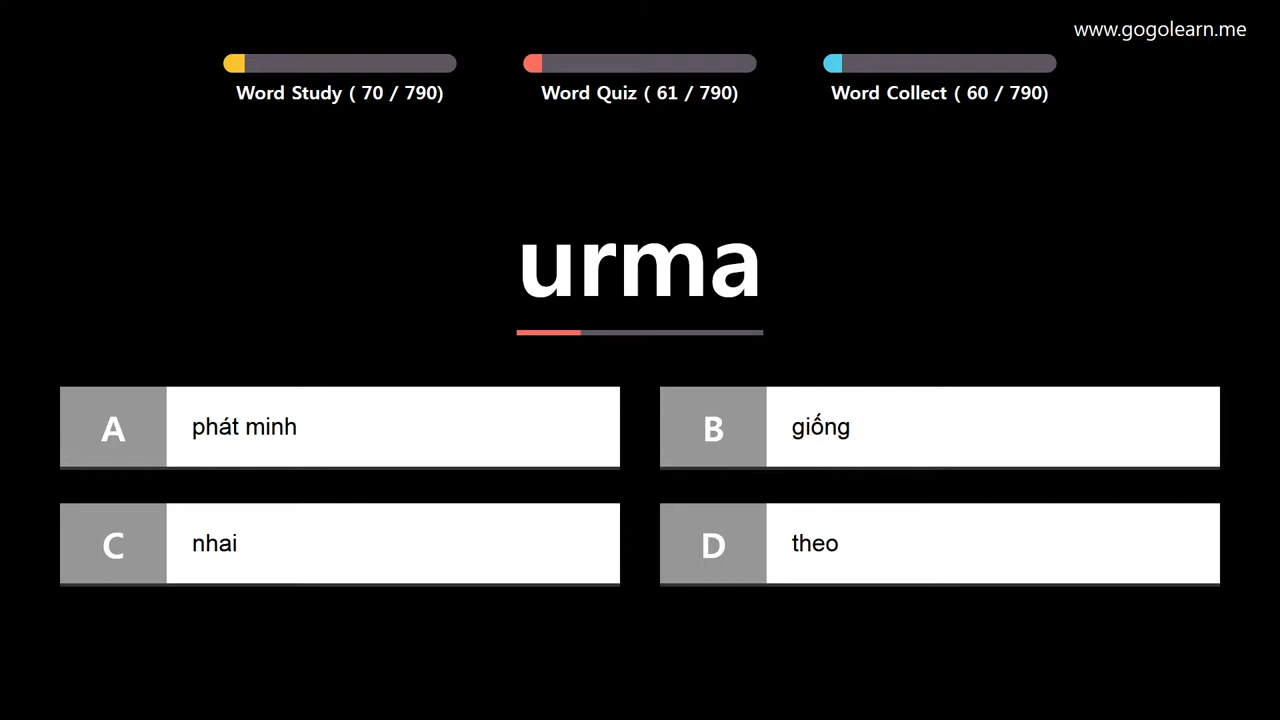 www.gogolearn.me
Word Study ( 70 / 790)
Word Quiz ( 61 / 790)
Word Collect ( 60 / 790)
urma
A phát minh
B giống
C nhai
D theo